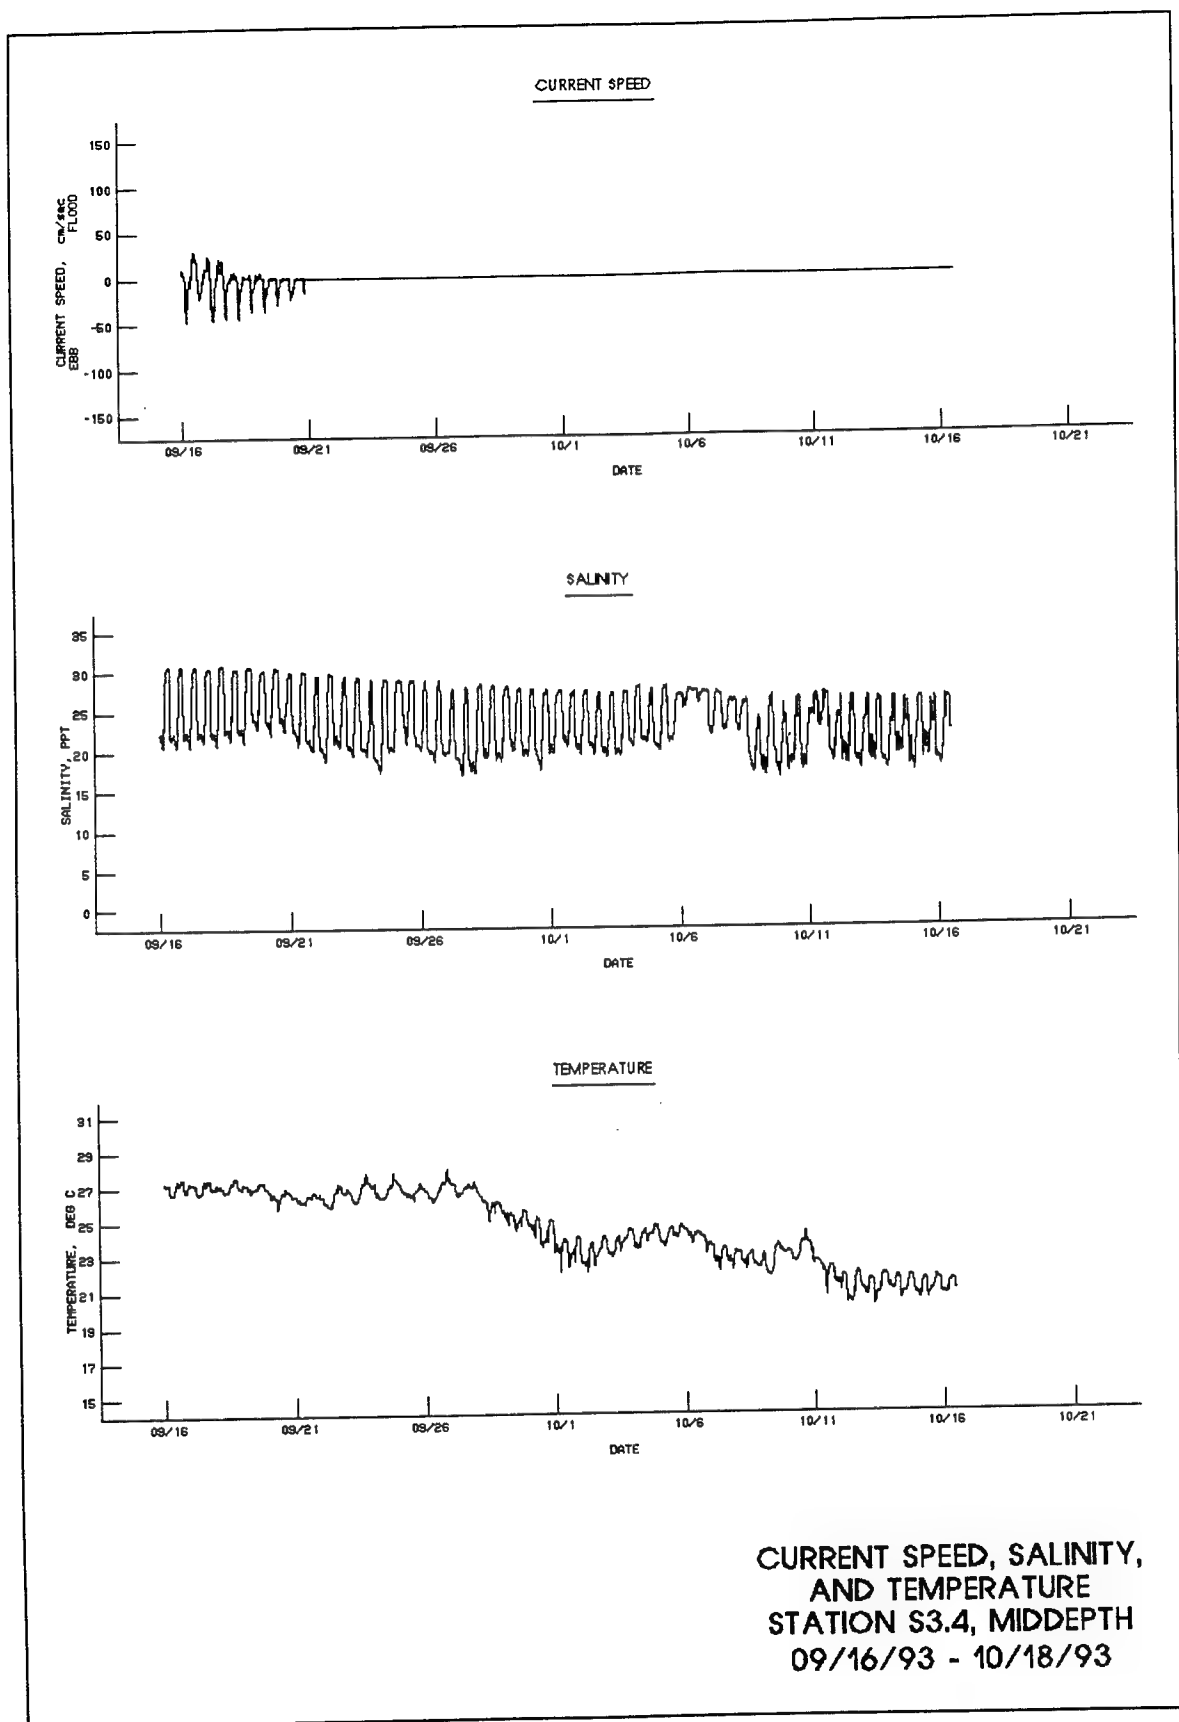 CURRENT SPEED
150
100
50
0
-50
-100
-150
CURRENT SPEED, cm/sec
EBB FLOOD
09/16 09/21 09/26 10/1 10/6 10/11 10/16 10/21
DATE
SALINITY
35
30
25
20
15
10
5
0
SALINITY, PPT
09/16 09/21 09/26 10/1 10/6 10/11 10/16 10/21
DATE
TEMPERATURE
31
29
27
25
23
21
19
17
15
TEMPERATURE, DEG C
09/16 09/21 09/26 10/1 10/6 10/11 10/16 10/21
DATE
CURRENT SPEED, SALINITY,
AND TEMPERATURE
STATION S3.4, MIDDEPTH
09/16/93 - 10/18/93